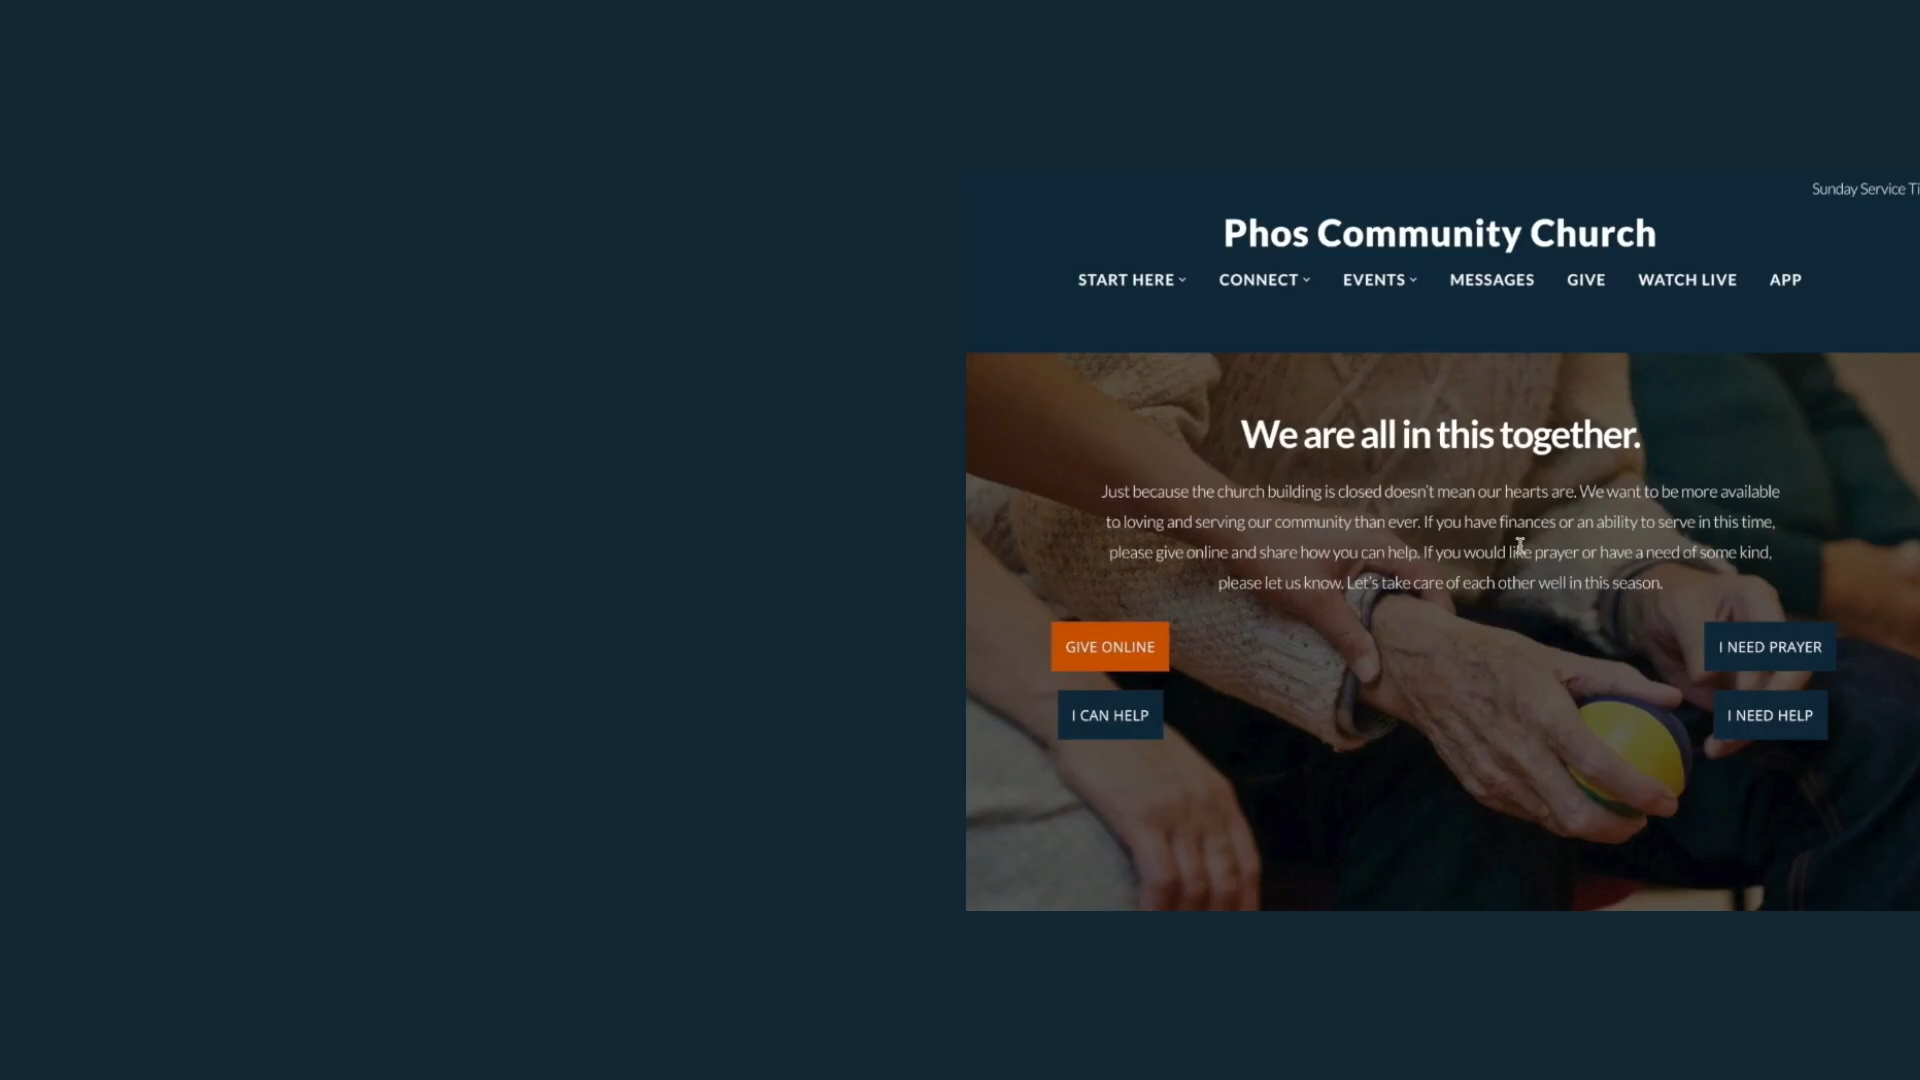 Sunday Service Ti
Phos Community Church
START HERE CONNECT EVENTS MESSAGES GIVE WATCH LIVE APP
We are all in this together.
Just because the church building is closed doesn't mean our hearts are. We want to be more available
to loving and serving our community than ever. If you have finances or an ability to serve in this time,
please give online and share how you can help. If you would like prayer or have a need of some kind,
please let us know. Let's take care of each other well in this season.
GIVE ONLINE
I NEED PRAYER
I CAN HELP
I NEED HELP